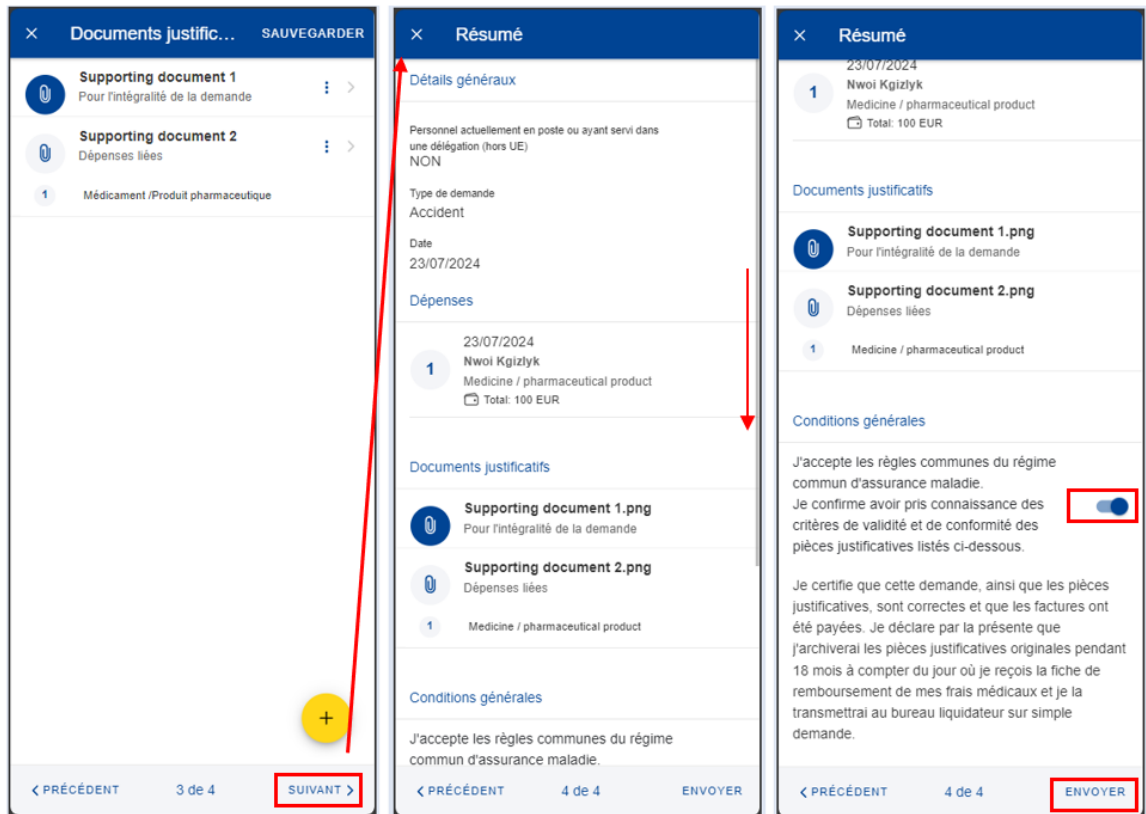 Documents justific...
SAUVEGARDER
Supporting document 1
Pour l'intégralité de la demande
Supporting document 2
Dépenses liées
1
Médicament /Produit pharmaceutique
+
PRÉCÉDENT
3 de 4
SUIVANT
Résumé
Détails généraux
Personnel actuellement en poste ou ayant servi dans
une délégation (hors UE)
NON
Type de demande
Accident
Date
23/07/2024
Dépenses
23/07/2024
1
Nwoi Kgizlyk
Medicine / pharmaceutical product
Total: 100 EUR
Documents justificatifs
Supporting document 1.png
Pour l'intégralité de la demande
Supporting document 2.png
Dépenses liées
1
Medicine / pharmaceutical product
Conditions générales
J'accepte les règles communes du régime
commun d'assurance maladie.
PRÉCÉDENT
4 de 4
ENVOYER
Résumé
23/07/2024
1
Nwoi Kgizlyk
Medicine / pharmaceutical product
Total: 100 EUR
Documents justificatifs
Supporting document 1.png
Pour l'intégralité de la demande
Supporting document 2.png
Dépenses liées
1
Medicine / pharmaceutical product
Conditions générales
J'accepte les règles communes du régime
commun d'assurance maladie.
Je confirme avoir pris connaissance des
critères de validité et de conformité des
pièces justificatives listés ci-dessous.
Je certifie que cette demande, ainsi que les pièces
justificatives, sont correctes et que les factures ont
été payées. Je déclare par la présente que
j'archiverai les pièces justificatives originales pendant
18 mois à compter du jour où je reçois la fiche de
remboursement de mes frais médicaux et je la
transmettrai au bureau liquidateur sur simple
demande.
PRÉCÉDENT
4 de 4
ENVOYER